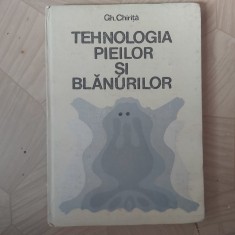 Gh. Chiriță
TEHNOLOGIA
PIEILOR
ȘI
BLĂNURILOR